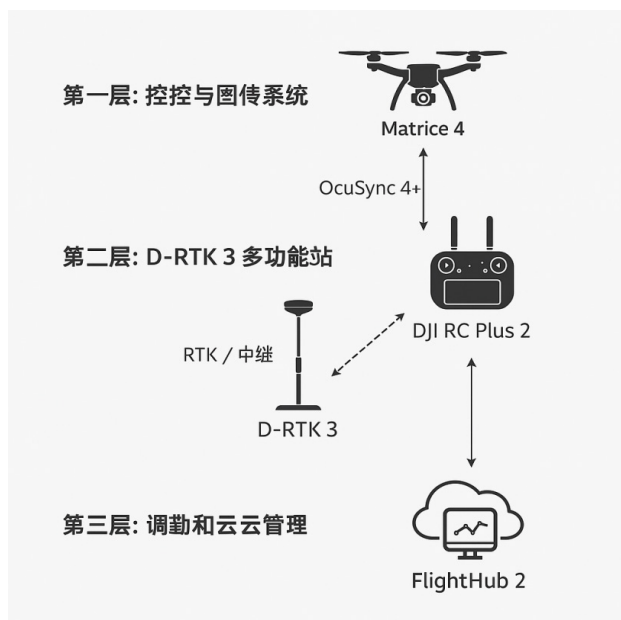 第一层: 控控与图传系统
Matrice 4
OcuSync 4+
第二层: D-RTK 3 多功能站
DJI RC Plus 2
RTK / 中继
D-RTK 3
第三层: 调勤和云云管理
FlightHub 2